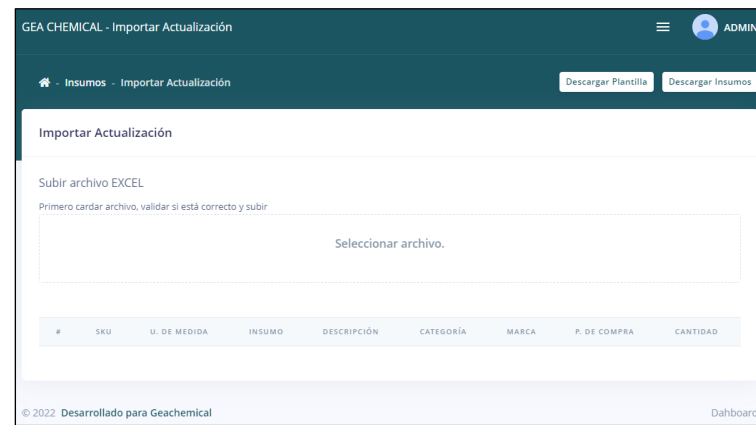 GEA CHEMICAL - Importar Actualización
ADMIN
- Insumos - Importar Actualización
Descargar Plantilla
Descargar Insumos
Importar Actualización
Subir archivo EXCEL
Primero cardar archivo, validar si está correcto y subir
Seleccionar archivo.
# SKU U. DE MEDIDA INSUMO DESCRIPCIÓN CATEGORÍA MARCA P. DE COMPRA CANTIDAD
© 2022 Desarrollado para Geachemical
Dahboard